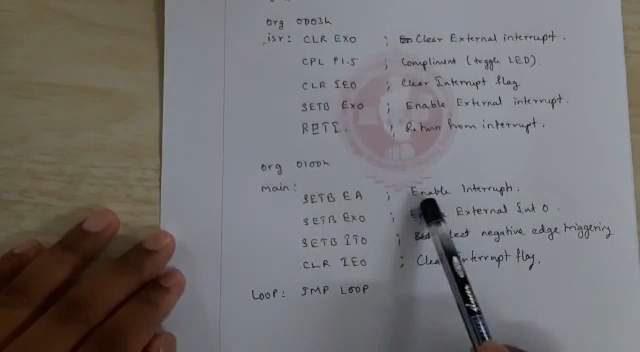 org 0003h
isr: CLR EX0 ; Clear External interrupt.
CPL P1.5 ; Compliment (toggle LED).
CLR IE0 ; Clear Interrupt flag
SETB EX0 ; Enable External interrupt.
RETI. ; Return from interrupt.
org 0100h
main:
SETB EA ; Enable Interrupt.
SETB EX0 ; External Int 0.
SETB IT0 ; negative edge triggering
CLR IE0 ; Clear Interrupt flag.
LOOP: JMP LOOP